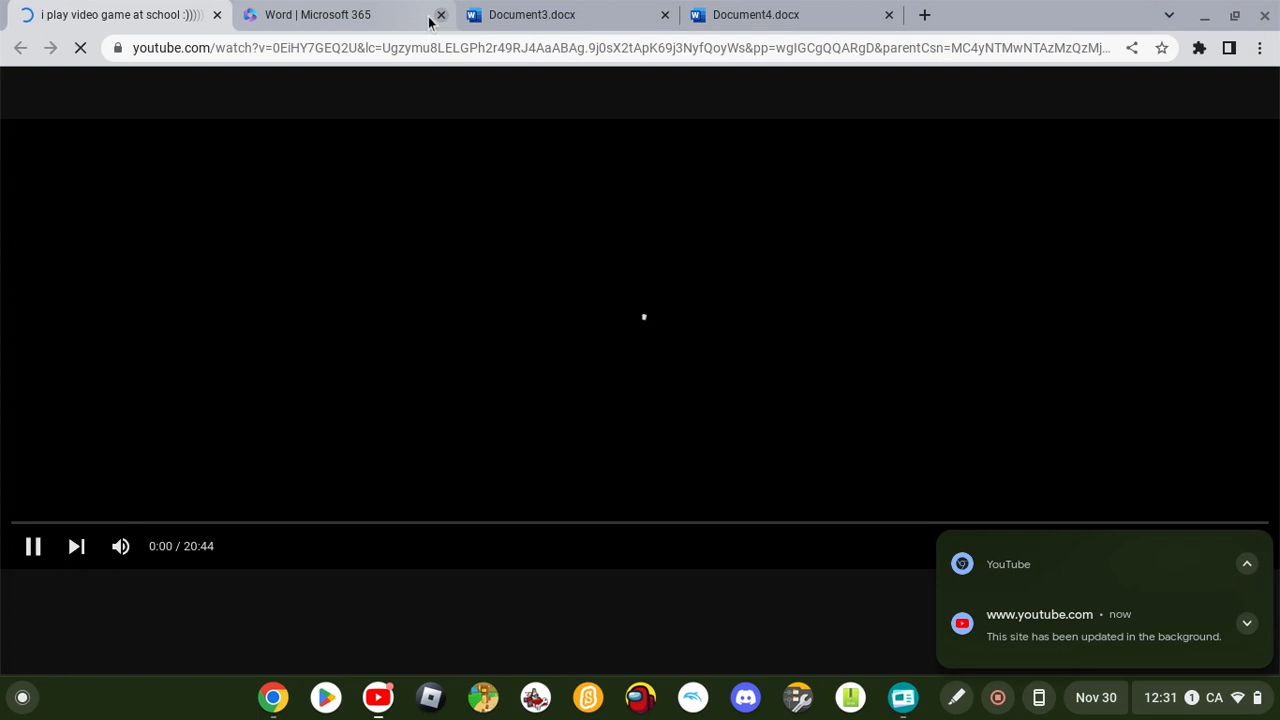 i play video game at school :)))))
Word | Microsoft 365
Document3.docx
Document4.docx
youtube.com/watch?v=0EiHY7GEQ2U&lc=Ugzymu8LELGPh2r49RJ4AaABAg.9j0sX2tApK69j3NyfQoyWs&pp=wgIGCgQQARgD&parentCsn=MC4yNTMwNTAzMzQzMj...
0:00 / 20:44
YouTube
www.youtube.com • now
This site has been updated in the background.
Nov 30
12:31 1 CA